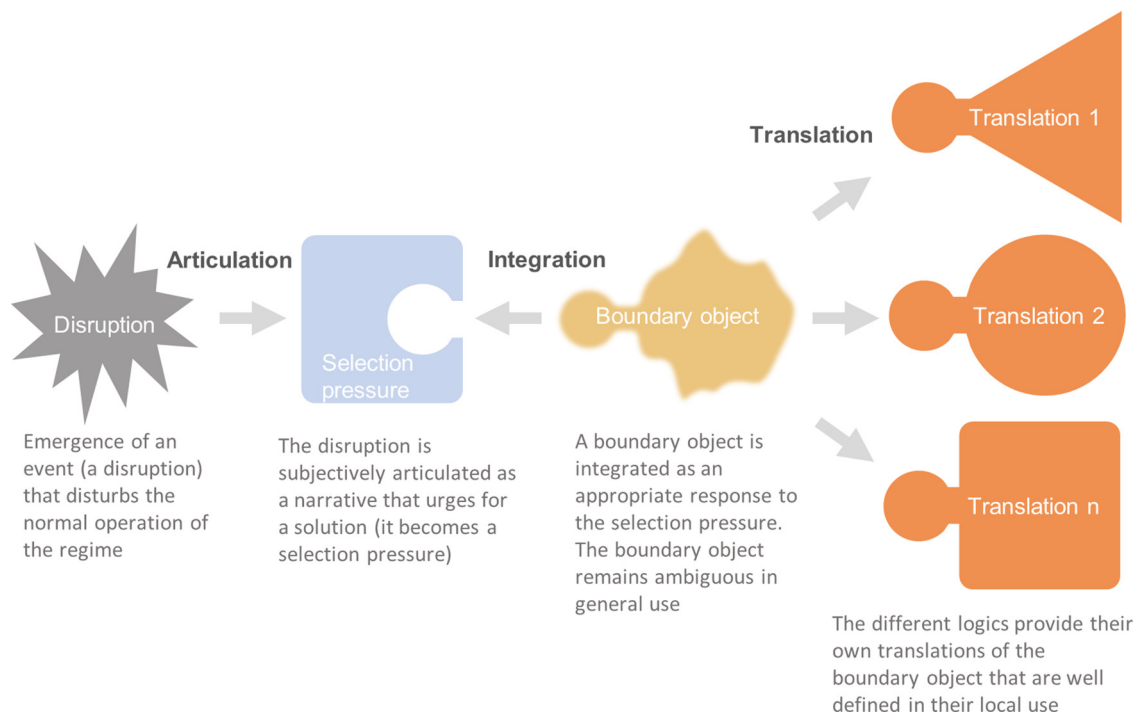 Translation
Translation 1
Articulation
Integration
Disruption
Selection
pressure
Boundary object
Translation 2
Translation n
Emergence of an
event (a disruption)
that disturbs the
normal operation of
the regime
The disruption is
subjectively articulated as
a narrative that urges for
a solution (it becomes a
selection pressure)
A boundary object is
integrated as an
appropriate response to
the selection pressure.
The boundary object
remains ambiguous in
general use
The different logics provide their
own translations of the
boundary object that are well
defined in their local use